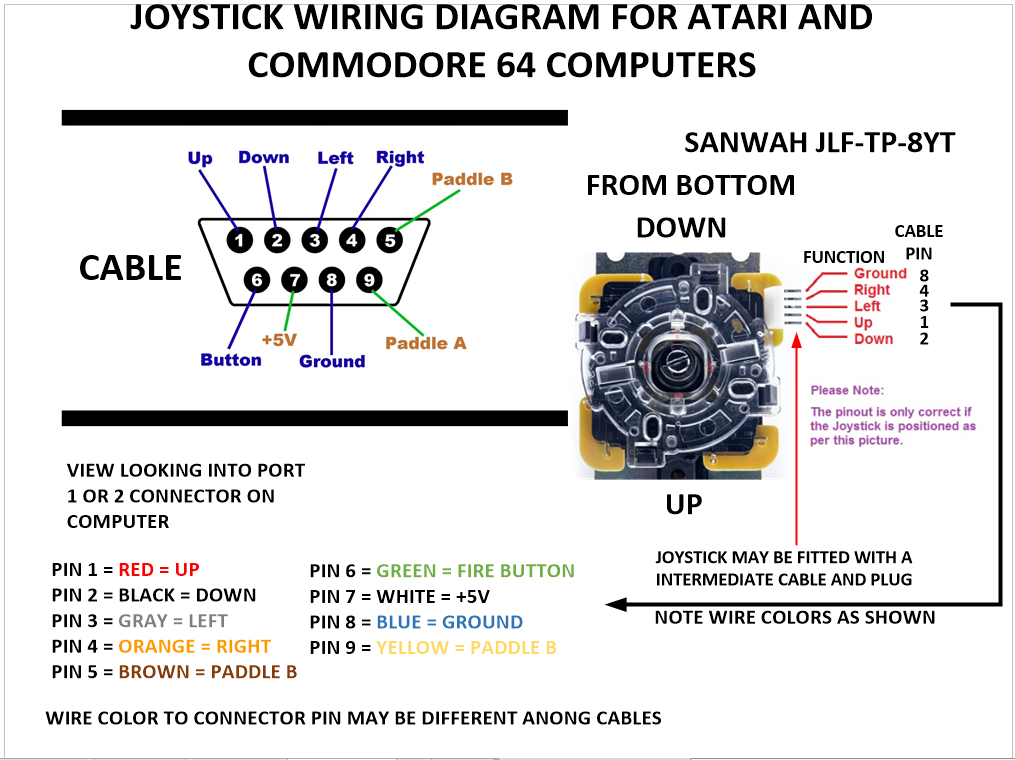 JOYSTICK WIRING DIAGRAM FOR ATARI AND
COMMODORE 64 COMPUTERS
Up Down Left Right
Paddle B
1 2 3 4 5
CABLE
6 7 8 9
+5V
Button
Ground
Paddle A
SANWAH JLF-TP-8YT
FROM BOTTOM
DOWN
CABLE
FUNCTION PIN
Ground 8
Right 4
Left 3
Up 1
Down 2
Please Note:
The pinout is only correct if
the Joystick is positioned as
per this picture.
UP
VIEW LOOKING INTO PORT
1 OR 2 CONNECTOR ON
COMPUTER
JOYSTICK MAY BE FITTED WITH A
INTERMEDIATE CABLE AND PLUG
NOTE WIRE COLORS AS SHOWN
PIN 1 = RED = UP
PIN 2 = BLACK = DOWN
PIN 3 = GRAY = LEFT
PIN 4 = ORANGE = RIGHT
PIN 5 = BROWN = PADDLE B
PIN 6 = GREEN = FIRE BUTTON
PIN 7 = WHITE = +5V
PIN 8 = BLUE = GROUND
PIN 9 = YELLOW = PADDLE B
WIRE COLOR TO CONNECTOR PIN MAY BE DIFFERENT ANONG CABLES